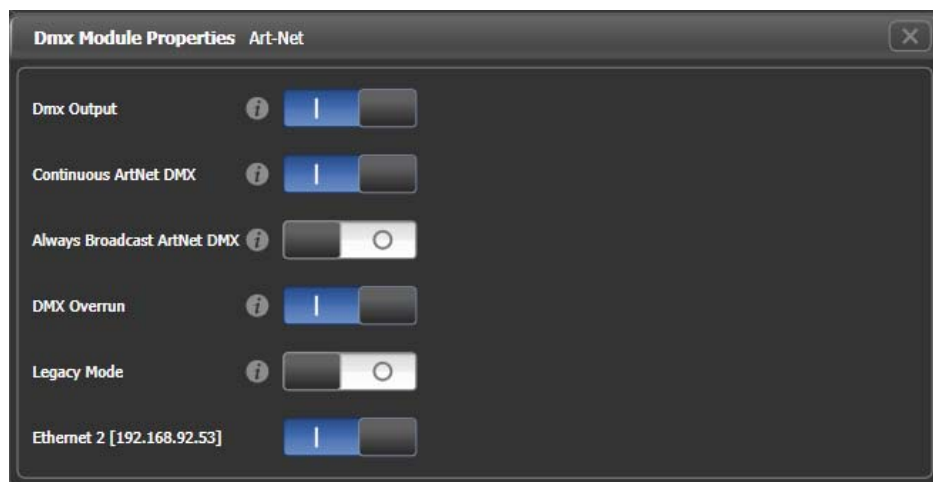 Dmx Module Properties Art-Net
Dmx Output
Continuous ArtNet DMX
Always Broadcast ArtNet DMX
DMX Overrun
Legacy Mode
Ethernet 2 [192.168.92.53]